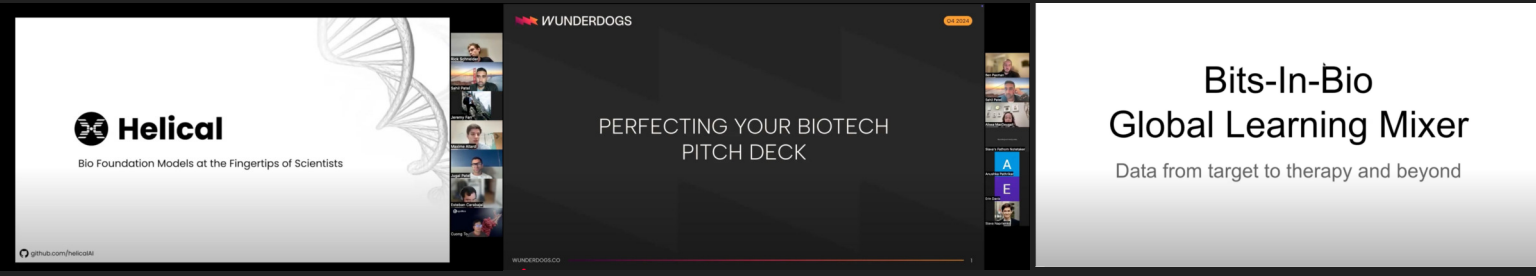 Helical
Bio Foundation Models at the Fingertips of Scientists
github.com/helicalAI
WUNDERDOGS
Q4 2024
PERFECTING YOUR BIOTECH
PITCH DECK
WUNDERDOGS.CO
1
A
E
Bits-In-Bio
Global Learning Mixer
Data from target to therapy and beyond